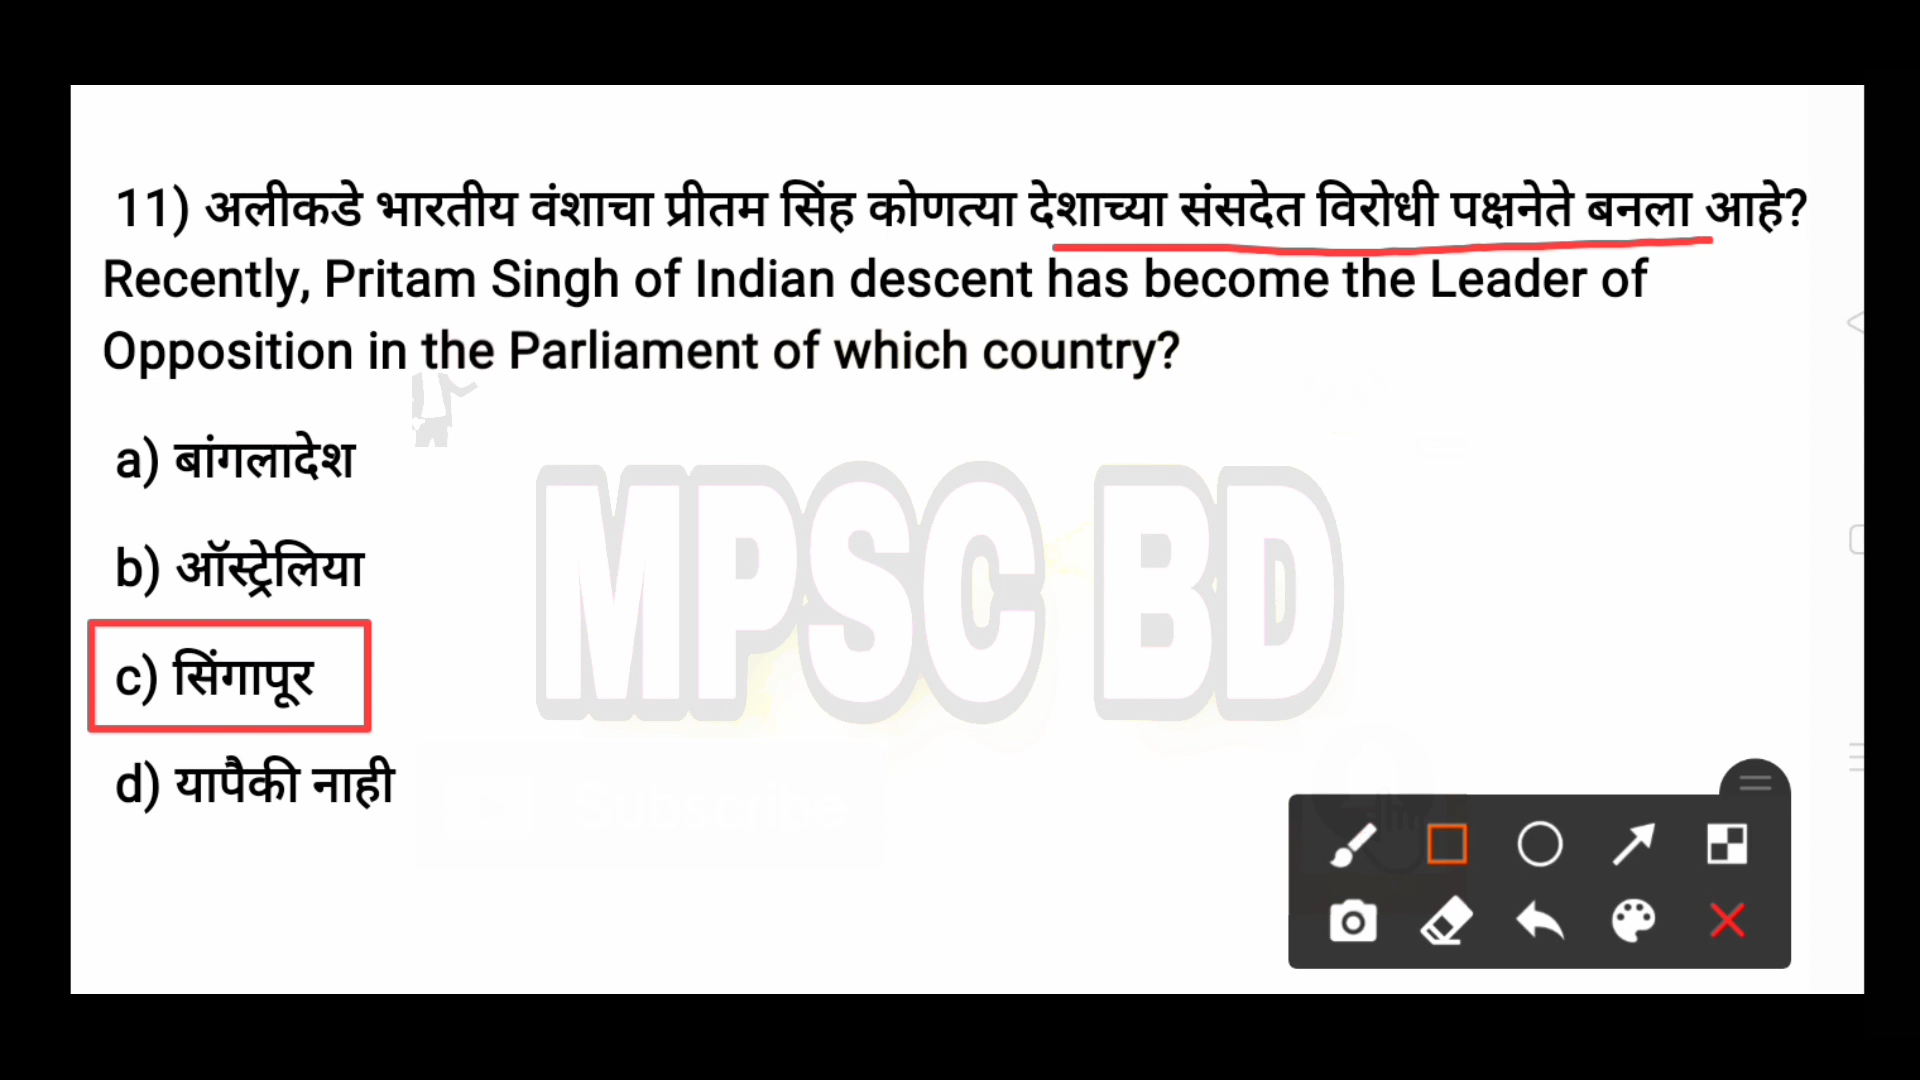 11) अलीकडे भारतीय वंशाचा प्रीतम सिंह कोणत्या देशाच्या संसदेत विरोधी पक्षनेते बनला आहे?
Recently, Pritam Singh of Indian descent has become the Leader of
Opposition in the Parliament of which country?
a) बांगलादेश
b) ऑस्ट्रेलिया
c) सिंगापूर
d) यापैकी नाही
MPSC BD
Subscribe